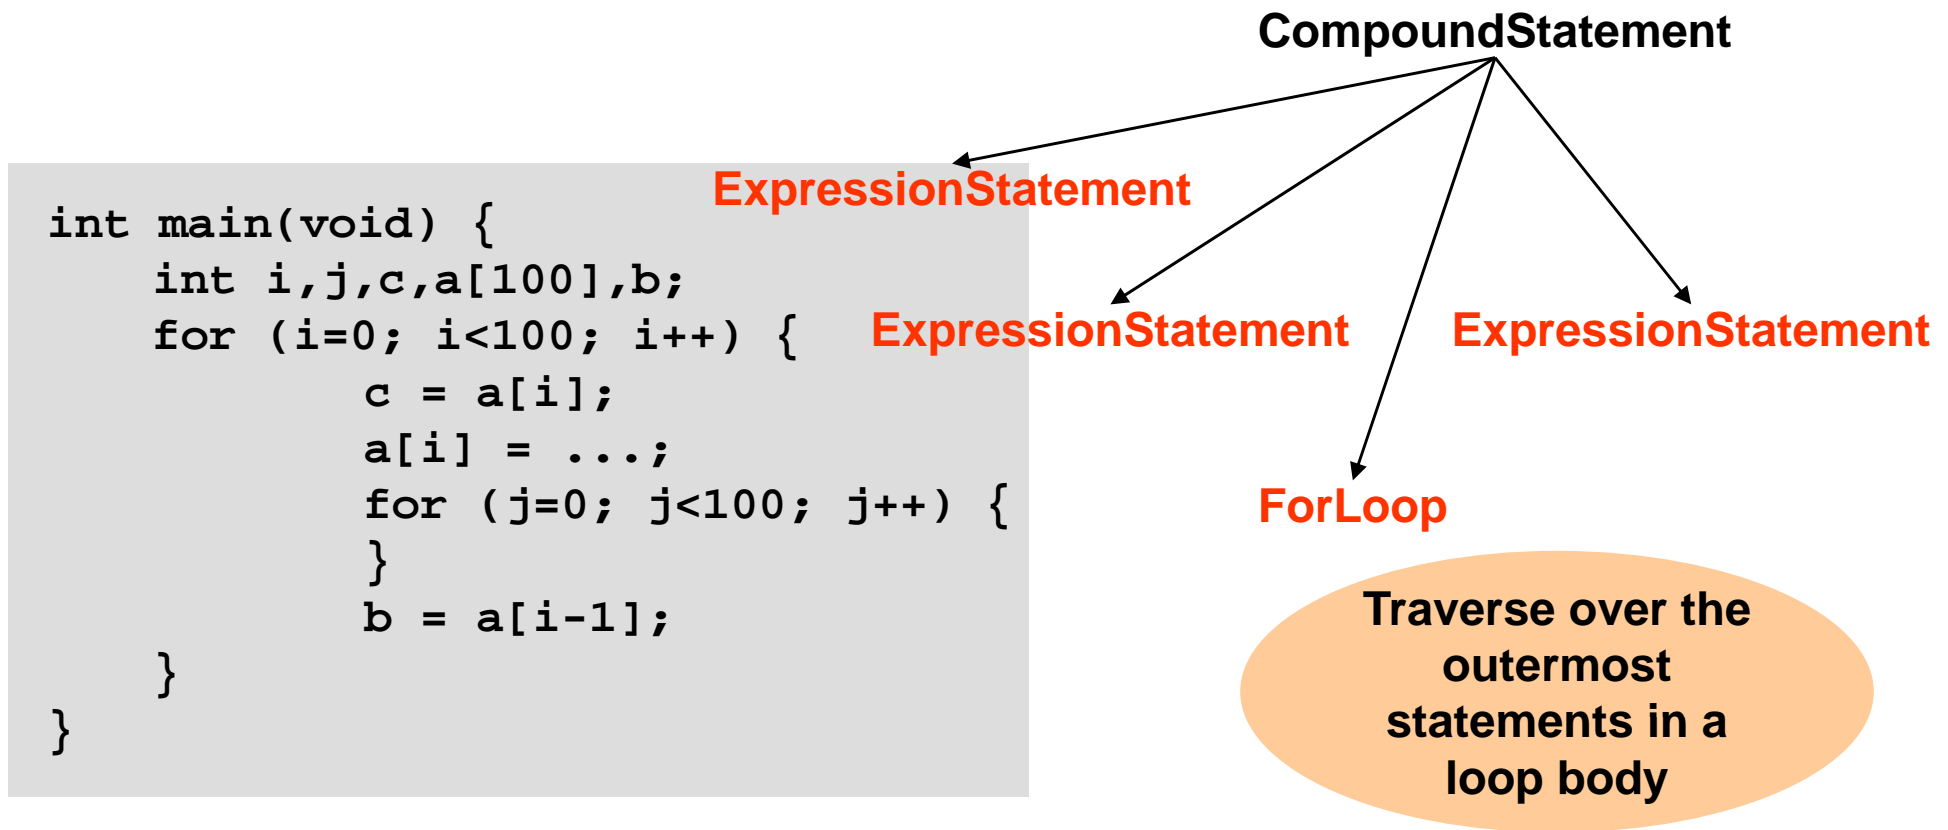 CompoundStatement
ExpressionStatement
int main(void) {
int i,j,c,a[100],b;
for (i=0; i<100; i++) {
c = a[i];
a[i] = ...;
for (j=0; j<100; j++) {
}
b = a[i-1];
}
}
ExpressionStatement
ExpressionStatement
ForLoop
Traverse over the
outermost
statements in a
loop body